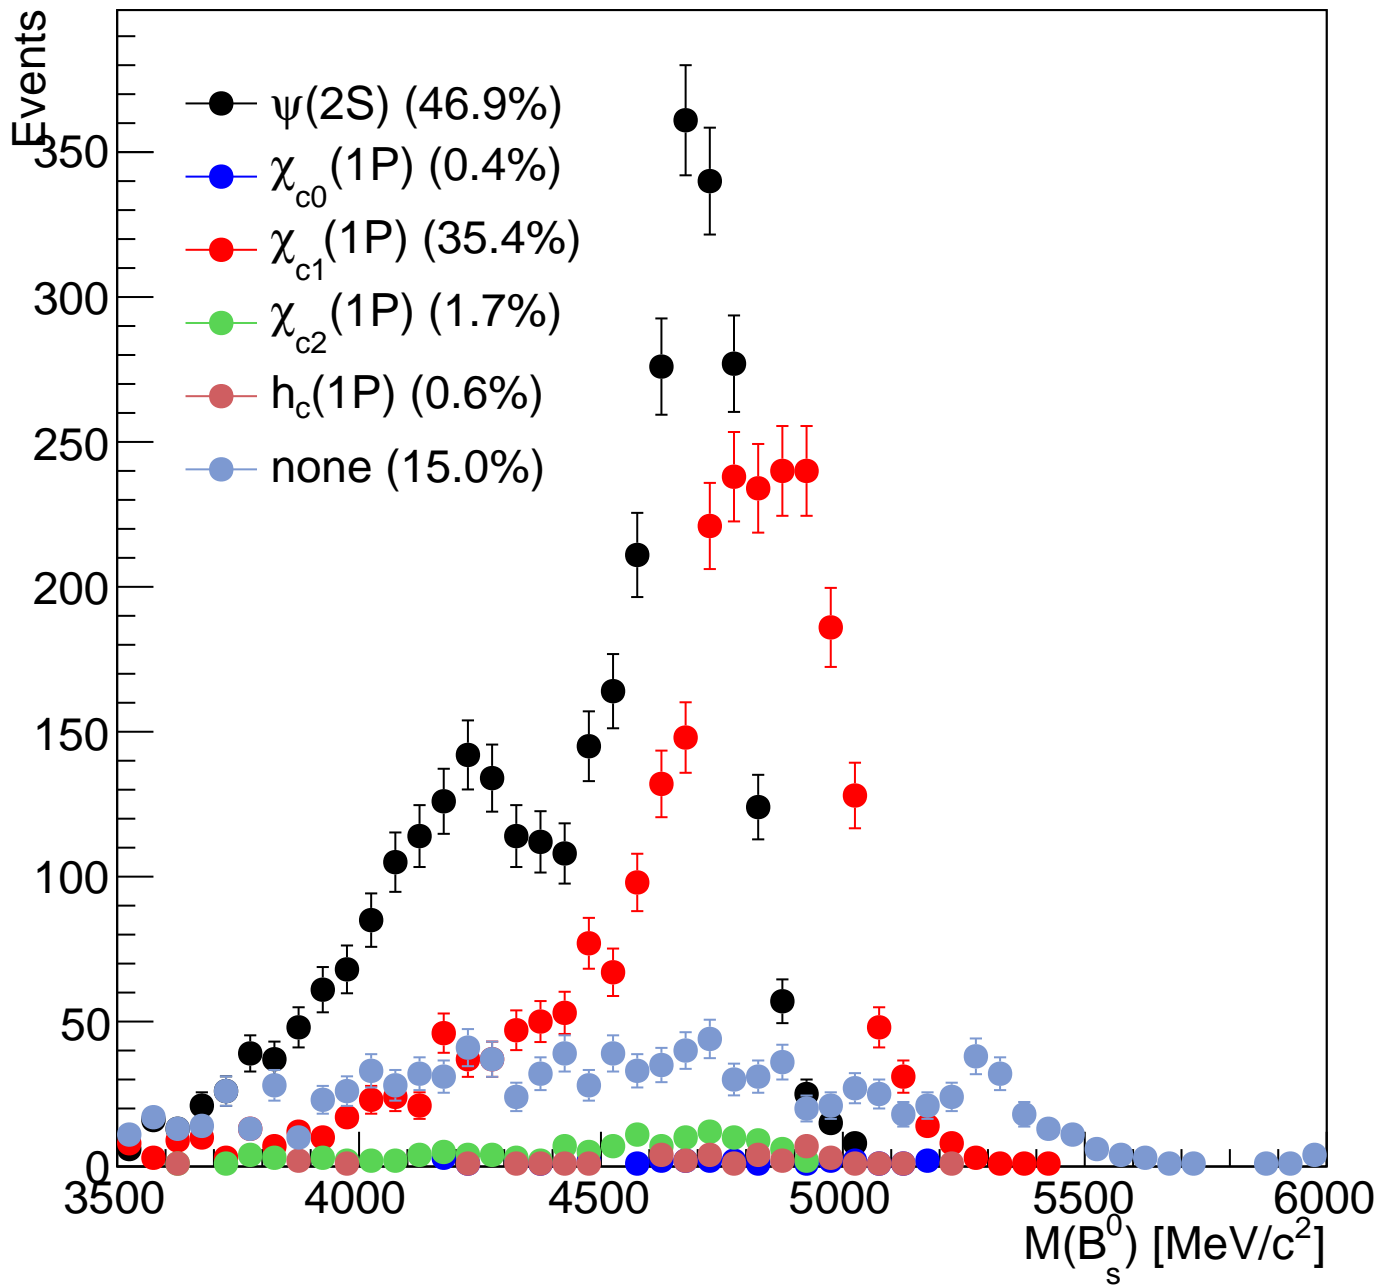 Events
350
300
250
200
150
100
50
0
ψ(2S) (46.9%)
χc0(1P) (0.4%)
χc1(1P) (35.4%)
χc2(1P) (1.7%)
hc(1P) (0.6%)
none (15.0%)
3500 4000 4500 5000 5500 6000
M(B0s) [MeV/c2]